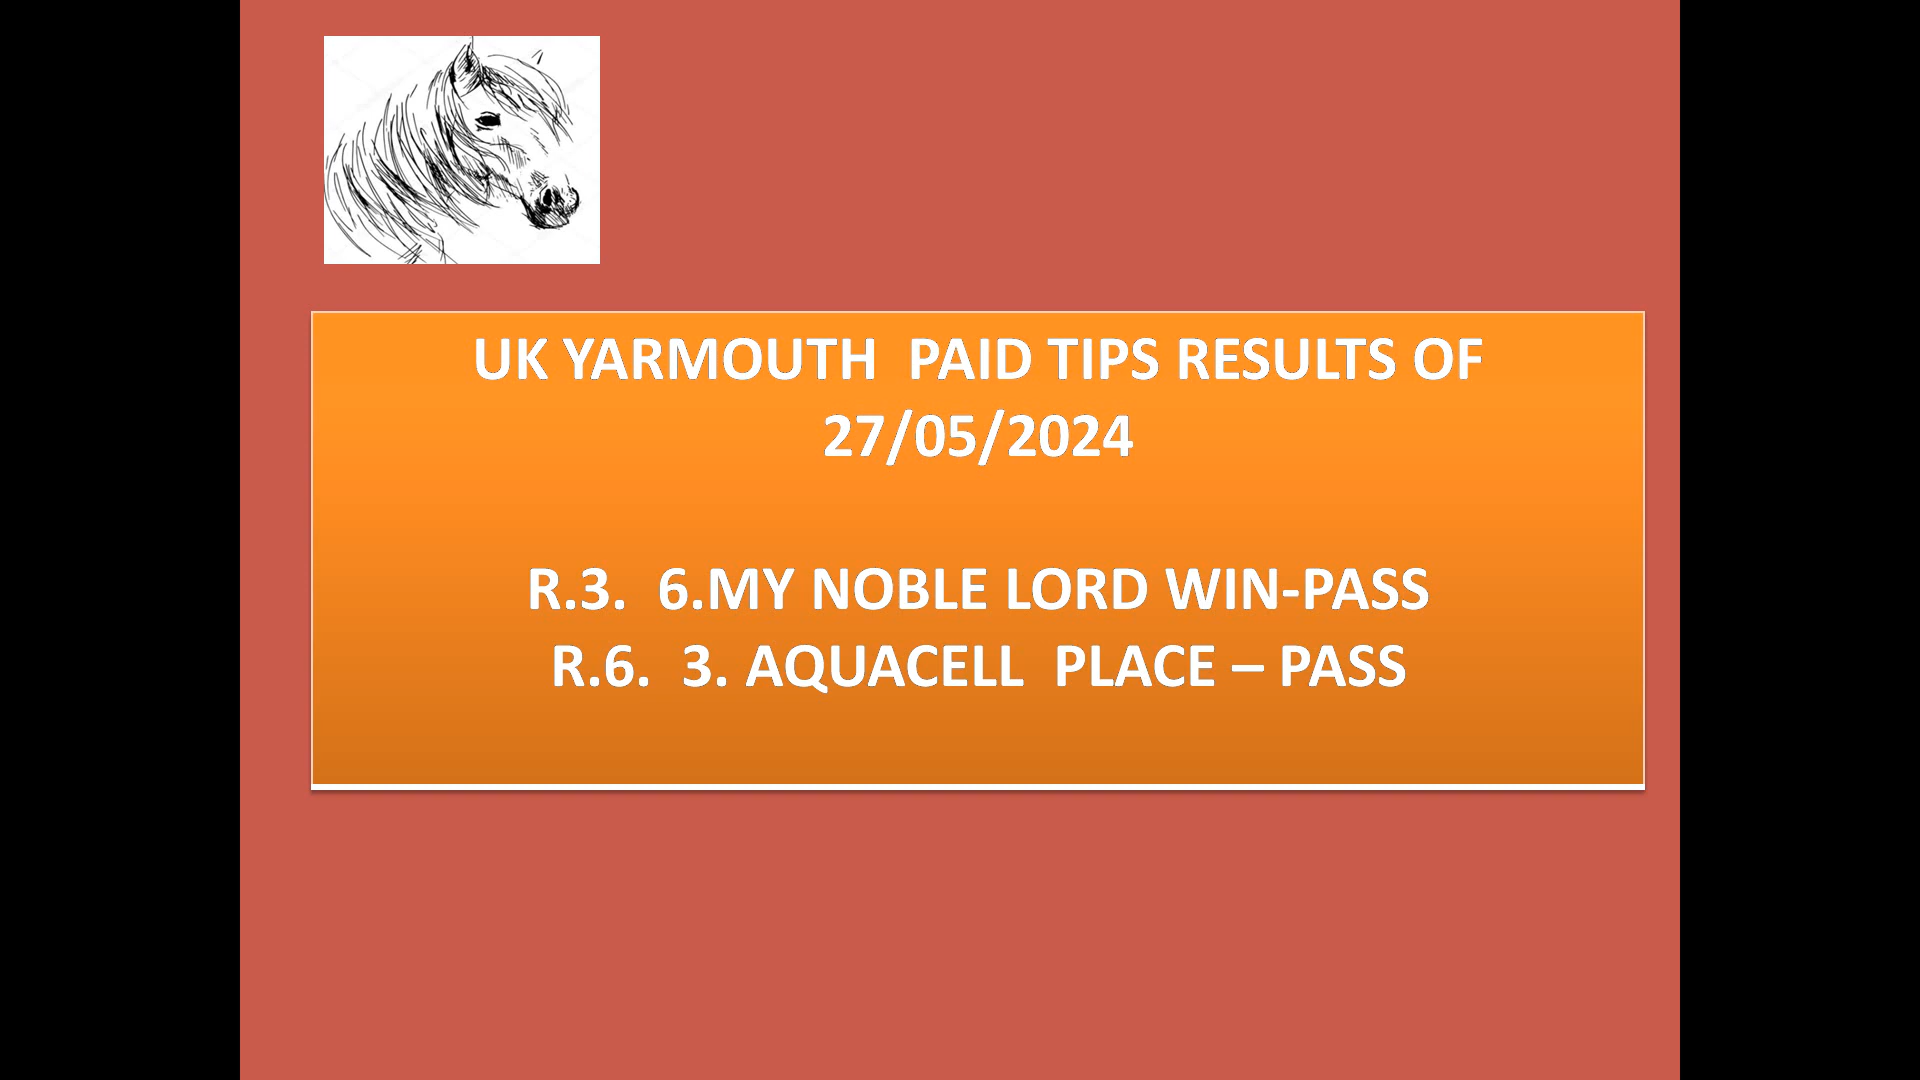 UK YARMOUTH  PAID TIPS RESULTS OF
27/05/2024
R.3.  6.MY NOBLE LORD WIN-PASS
R.6.  3. AQUACELL  PLACE – PASS